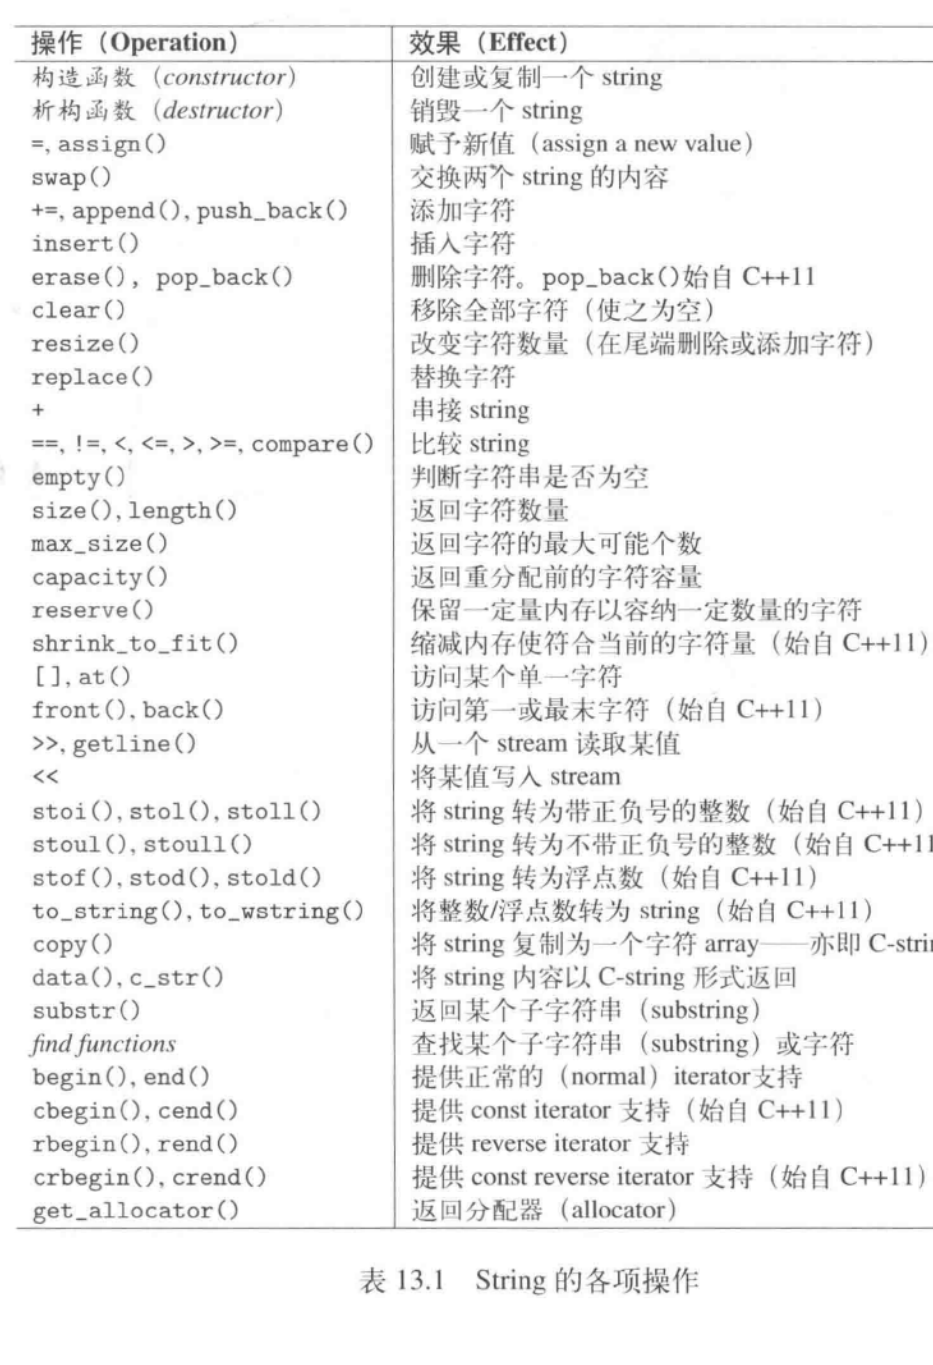 操作（Operation） 效果（Effect）
构造函数（constructor） 创建或复制一个 string
析构函数（destructor） 销毁一个 string
=, assign() 赋予新值（assign a new value）
swap() 交换两个 string 的内容
+=, append(), push_back() 添加字符
insert() 插入字符
erase(), pop_back() 删除字符。pop_back()始自 C++11
clear() 移除全部字符（使之为空）
resize() 改变字符数量（在尾端删除或添加字符）
replace() 替换字符
+ 串接 string
==, !=, <, <=, >, >=, compare() 比较 string
empty() 判断字符串是否为空
size(), length() 返回字符数量
max_size() 返回字符的最大可能个数
capacity() 返回重分配前的字符容量
reserve() 保留一定量内存以容纳一定数量的字符
shrink_to_fit() 缩减内存使符合当前的字符量（始自 C++11）
[], at() 访问某个单一字符
front(), back() 访问第一或最末字符（始自 C++11）
>>, getline() 从一个 stream 读取某值
<< 将某值写入 stream
stoi(), stol(), stoll() 将 string 转为带正负号的整数（始自 C++11）
stoul(), stoull() 将 string 转为不带正负号的整数（始自 C++11
stof(), stod(), stold() 将 string 转为浮点数（始自 C++11）
to_string(), to_wstring() 将整数/浮点数转为 string（始自 C++11）
copy() 将 string 复制为一个字符 array——亦即 C-strin
data(), c_str() 将 string 内容以 C-string 形式返回
substr() 返回某个子字符串（substring）
find functions 查找某个子字符串（substring）或字符
begin(), end() 提供正常的（normal）iterator支持
cbegin(), cend() 提供 const iterator 支持（始自 C++11）
rbegin(), rend() 提供 reverse iterator 支持
crbegin(), crend() 提供 const reverse iterator 支持（始自 C++11）
get_allocator() 返回分配器（allocator）
表 13.1 String 的各项操作